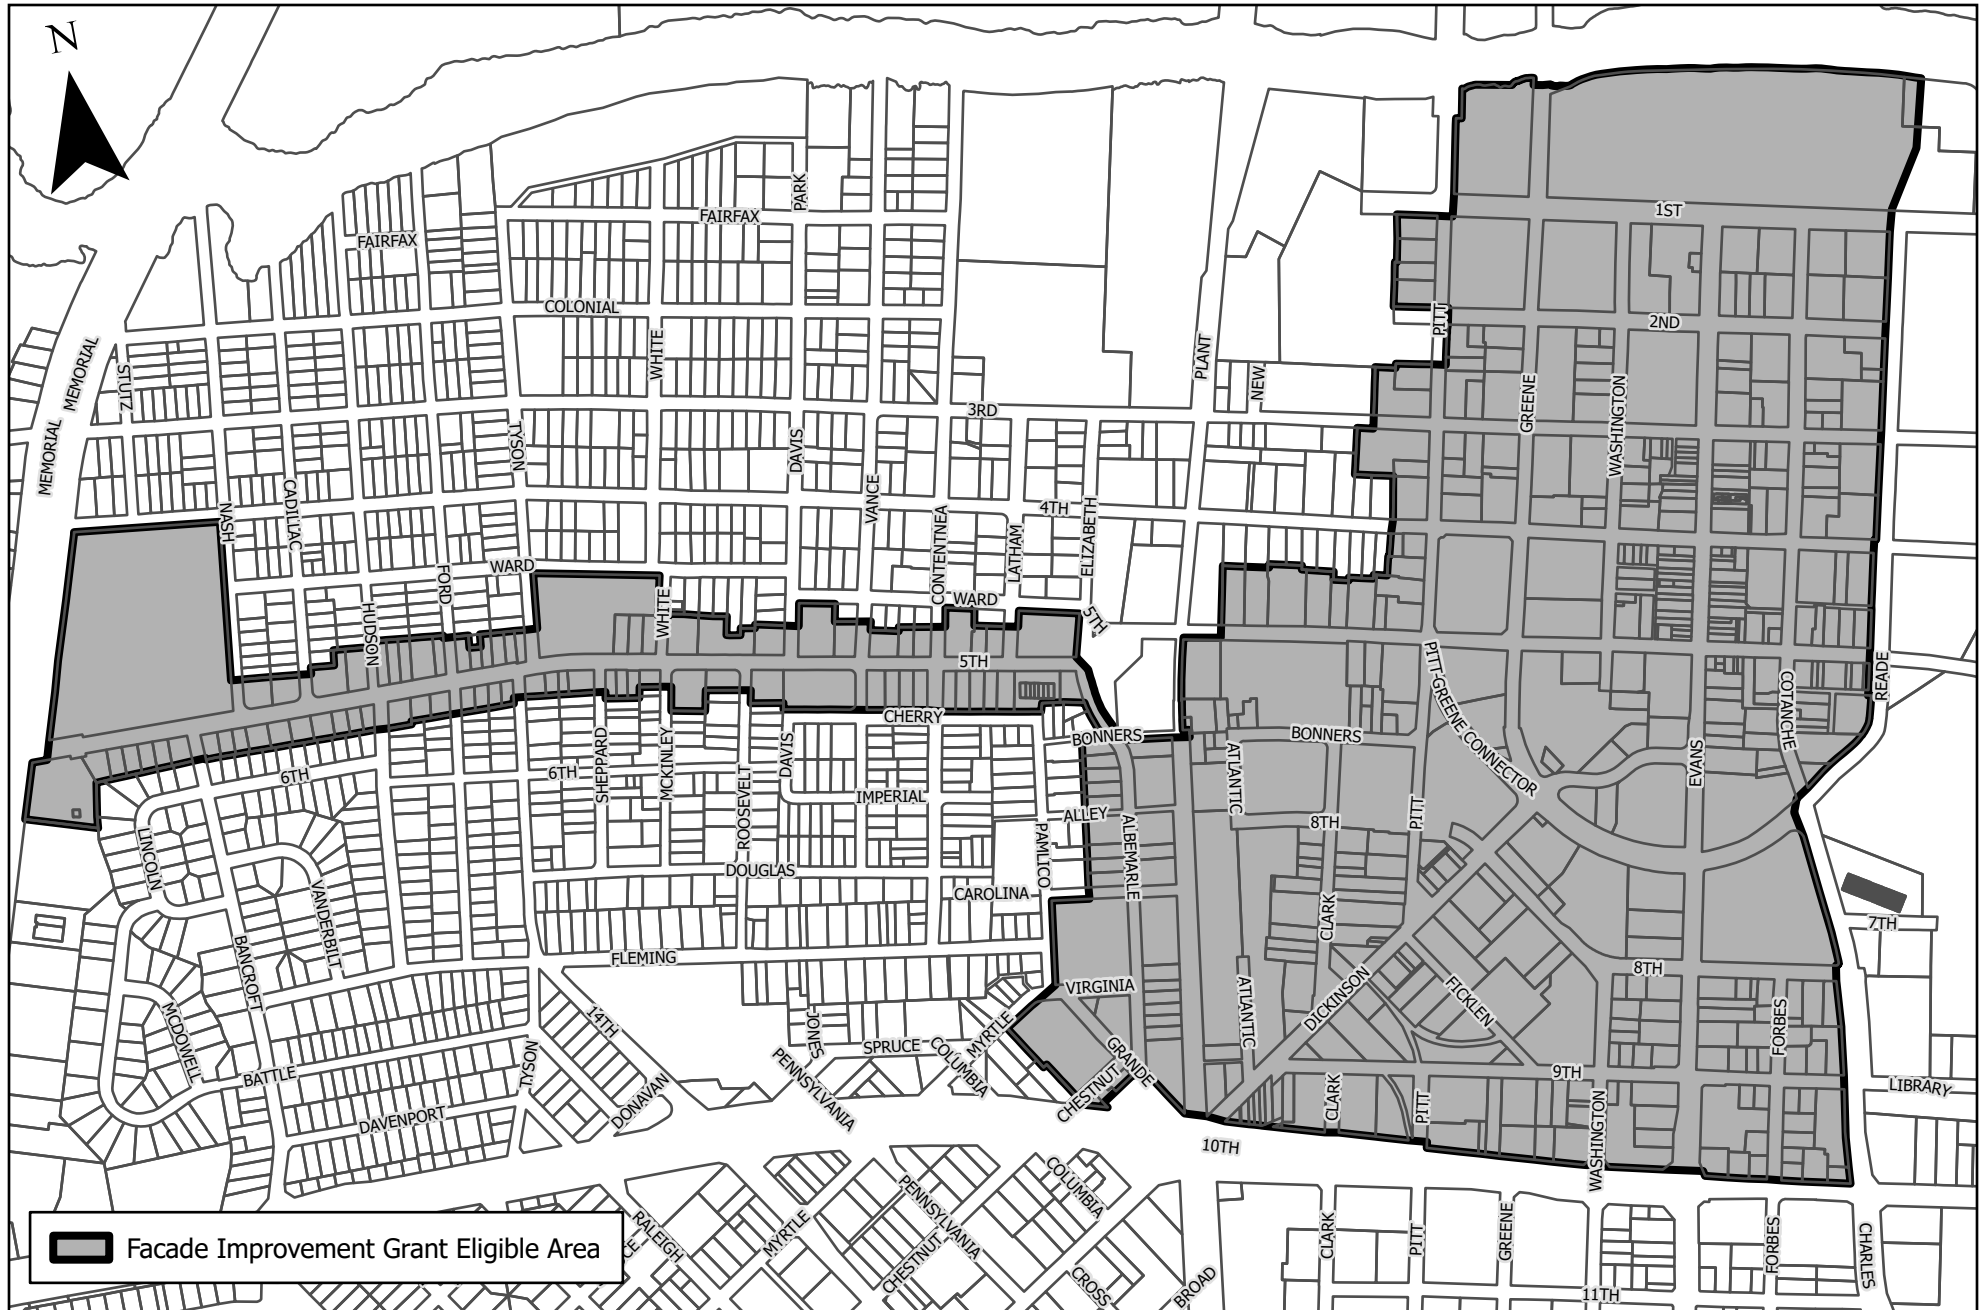 N
1ST
PARK
FAIRFAX
FAIRFAX
COLONIAL
PITT
2ND
MEMORIAL
WHITE
PLANT
STUTZ
NEW
GREENE
3RD
WASHINGTON
MEMORIAL
TYSON
DAVIS
VANCE
CADILLAC
4TH
NASH
ELIZABETH
CONTENTNEA
LATHAM
WARD
FORD
WARD
WHITE
HUDSON
5TH
5TH
PITT-GREENE CONNECTOR
READE
COTANCHE
CHERRY
BONNERS
BONNERS
SHEPPARD
MCKINLEY
DAVIS
ATLANTIC
EVANS
6TH
6TH
ROOSEVELT
IMPERIAL
ALLEY
PITT
8TH
LINCOLN
PAMLICO
ALBEMARLE
DOUGLAS
CAROLINA
VANDERBILT
CLARK
7TH
BANCROFT
FLEMING
8TH
VIRGINIA
ATLANTIC
DICKINSON
FICKLEN
14TH
MCDOWELL
JONES
SPRUCE
COLUMBIA
MYRTLE
FORBES
GRANDE
TYSON
BATTLE
PENNSYLVANIA
CHESTNUT
9TH
DONAVAN
CLARK
PITT
LIBRARY
DAVENPORT
WASHINGTON
10TH
COLUMBIA
PENNSYLVANIA
RALEIGH
MYRTLE
CLARK
PITT
GREENE
FORBES
CHARLES
Facade Improvement Grant Eligible Area
CHESTNUT
CROSS
BROAD
11TH